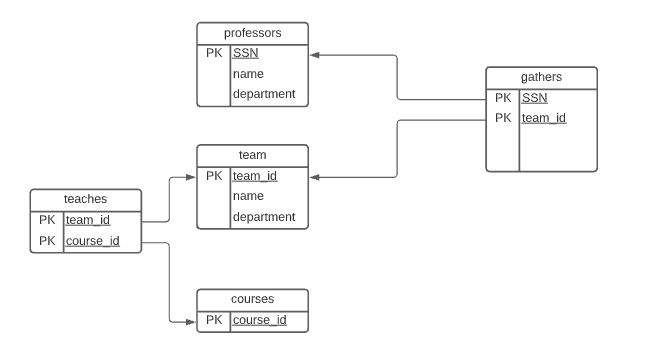 professors
PK SSN
name
department
gathers
PK SSN
PK team_id
team
PK team_id
name
department
teaches
PK team_id
PK course_id
courses
PK course_id